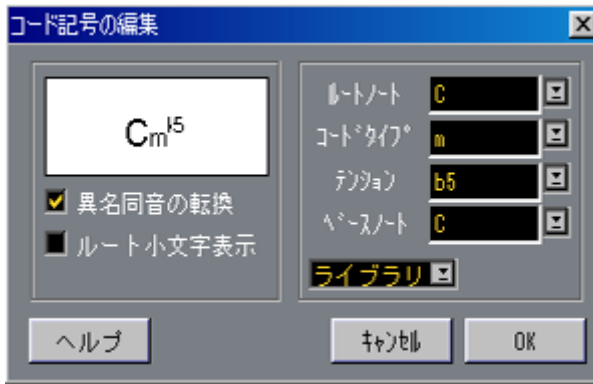 コード記号の編集
Cm♭5
異名同音の転換
ルート小文字表示
ルートノート C
コードタイプ m
テンション b5
ベースノート C
ライブラリ
ヘルプ
キャンセル
OK